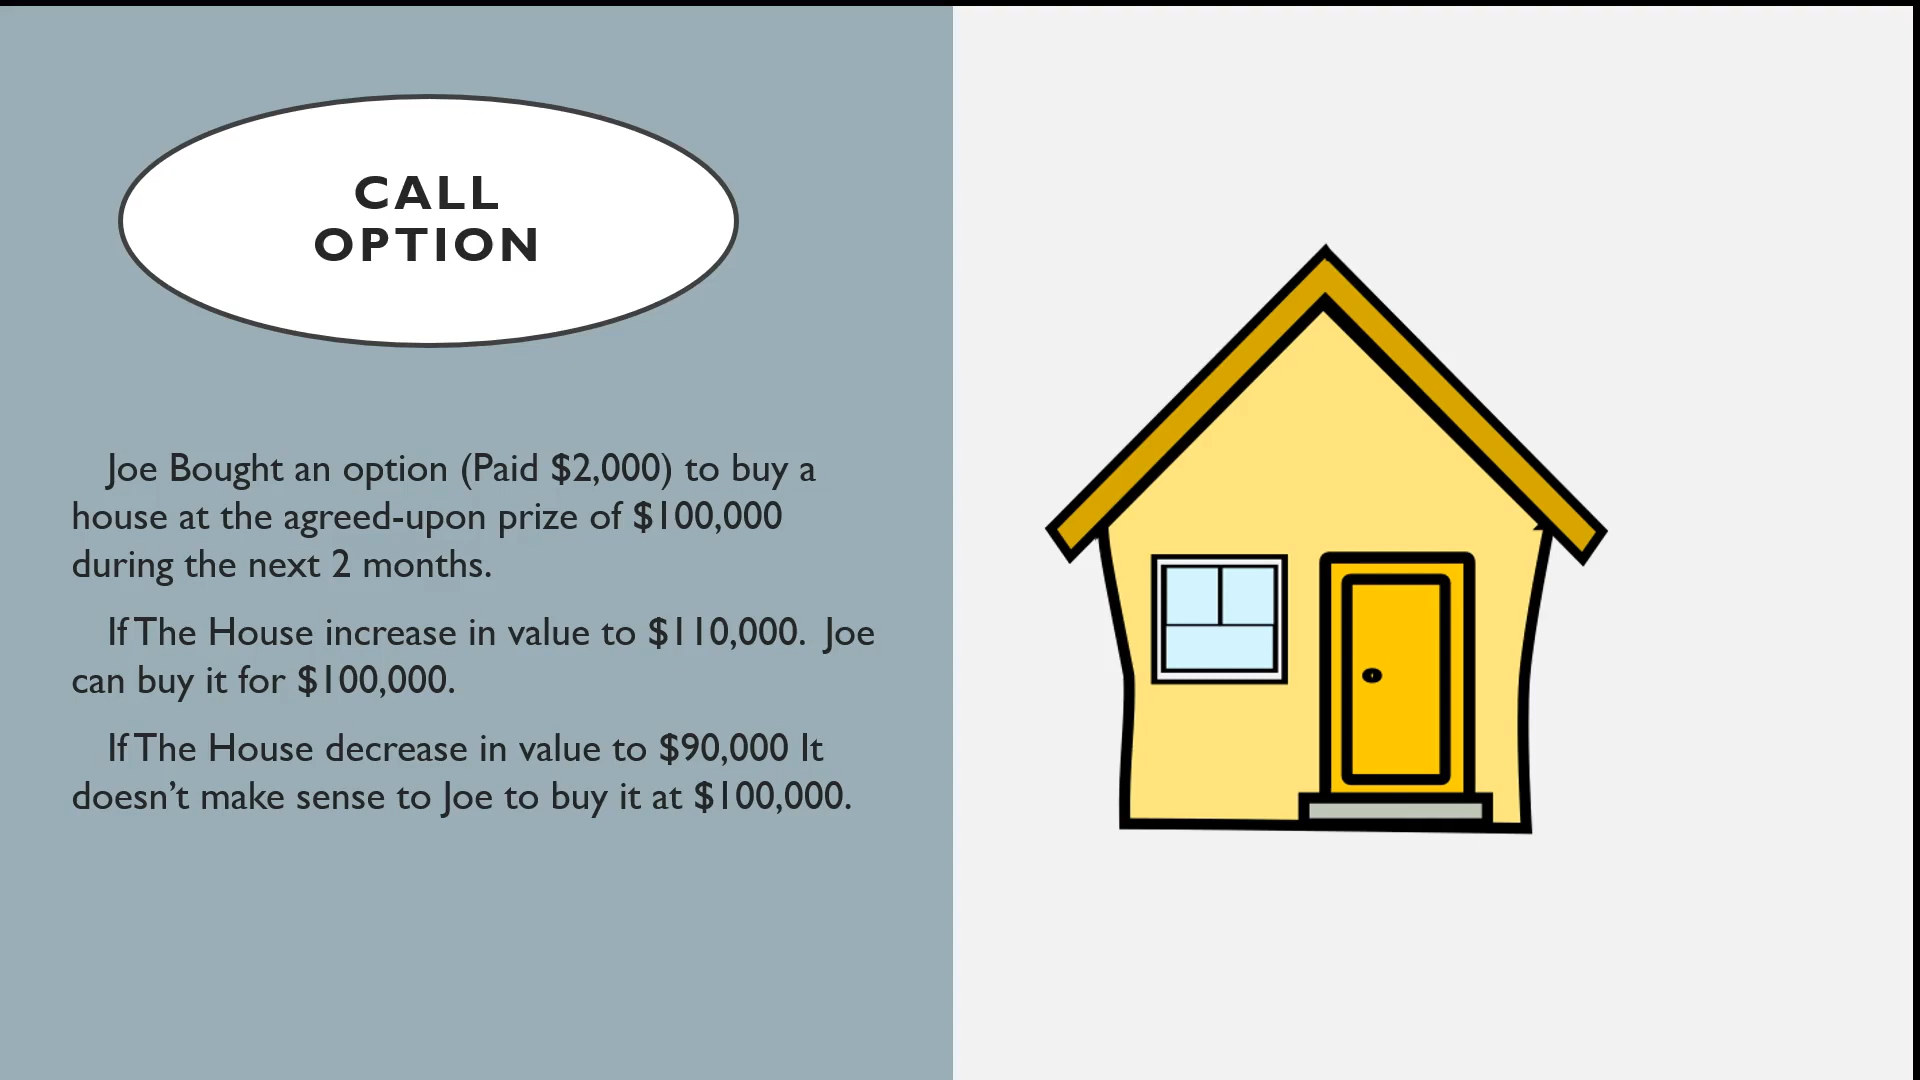 CALL
OPTION
Joe Bought an option (Paid $2,000) to buy a
house at the agreed-upon prize of $100,000
during the next 2 months.
If The House increase in value to $110,000.  Joe
can buy it for $100,000.
If The House decrease in value to $90,000 It
doesn’t make sense to Joe to buy it at $100,000.